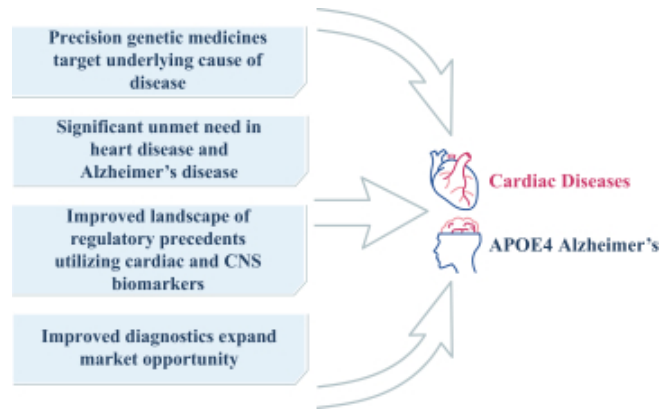 Precision genetic medicines
target underlying cause of
disease
Significant unmet need in
heart disease and
Alzheimer's disease
Improved landscape of
regulatory precedents
utilizing cardiac and CNS
biomarkers
Improved diagnostics expand
market opportunity
Cardiac Diseases
APOE4 Alzheimer's